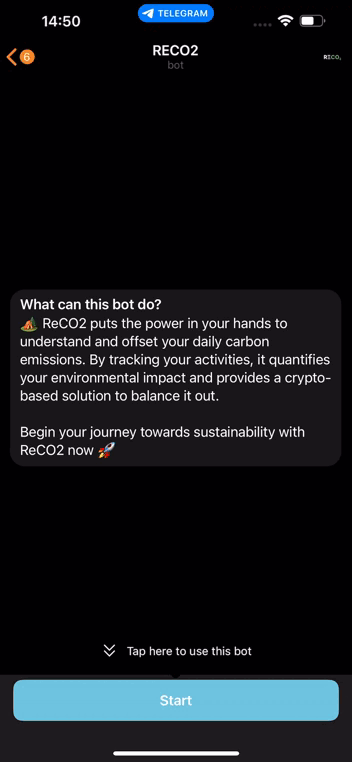 14:50
TELEGRAM
6
RECO2
bot
RECO₂
What can this bot do?
🏕️ ReCO2 puts the power in your hands to
understand and offset your daily carbon
emissions. By tracking your activities, it quantifies
your environmental impact and provides a crypto-
based solution to balance it out.
Begin your journey towards sustainability with
ReCO2 now 🚀
Tap here to use this bot
Start